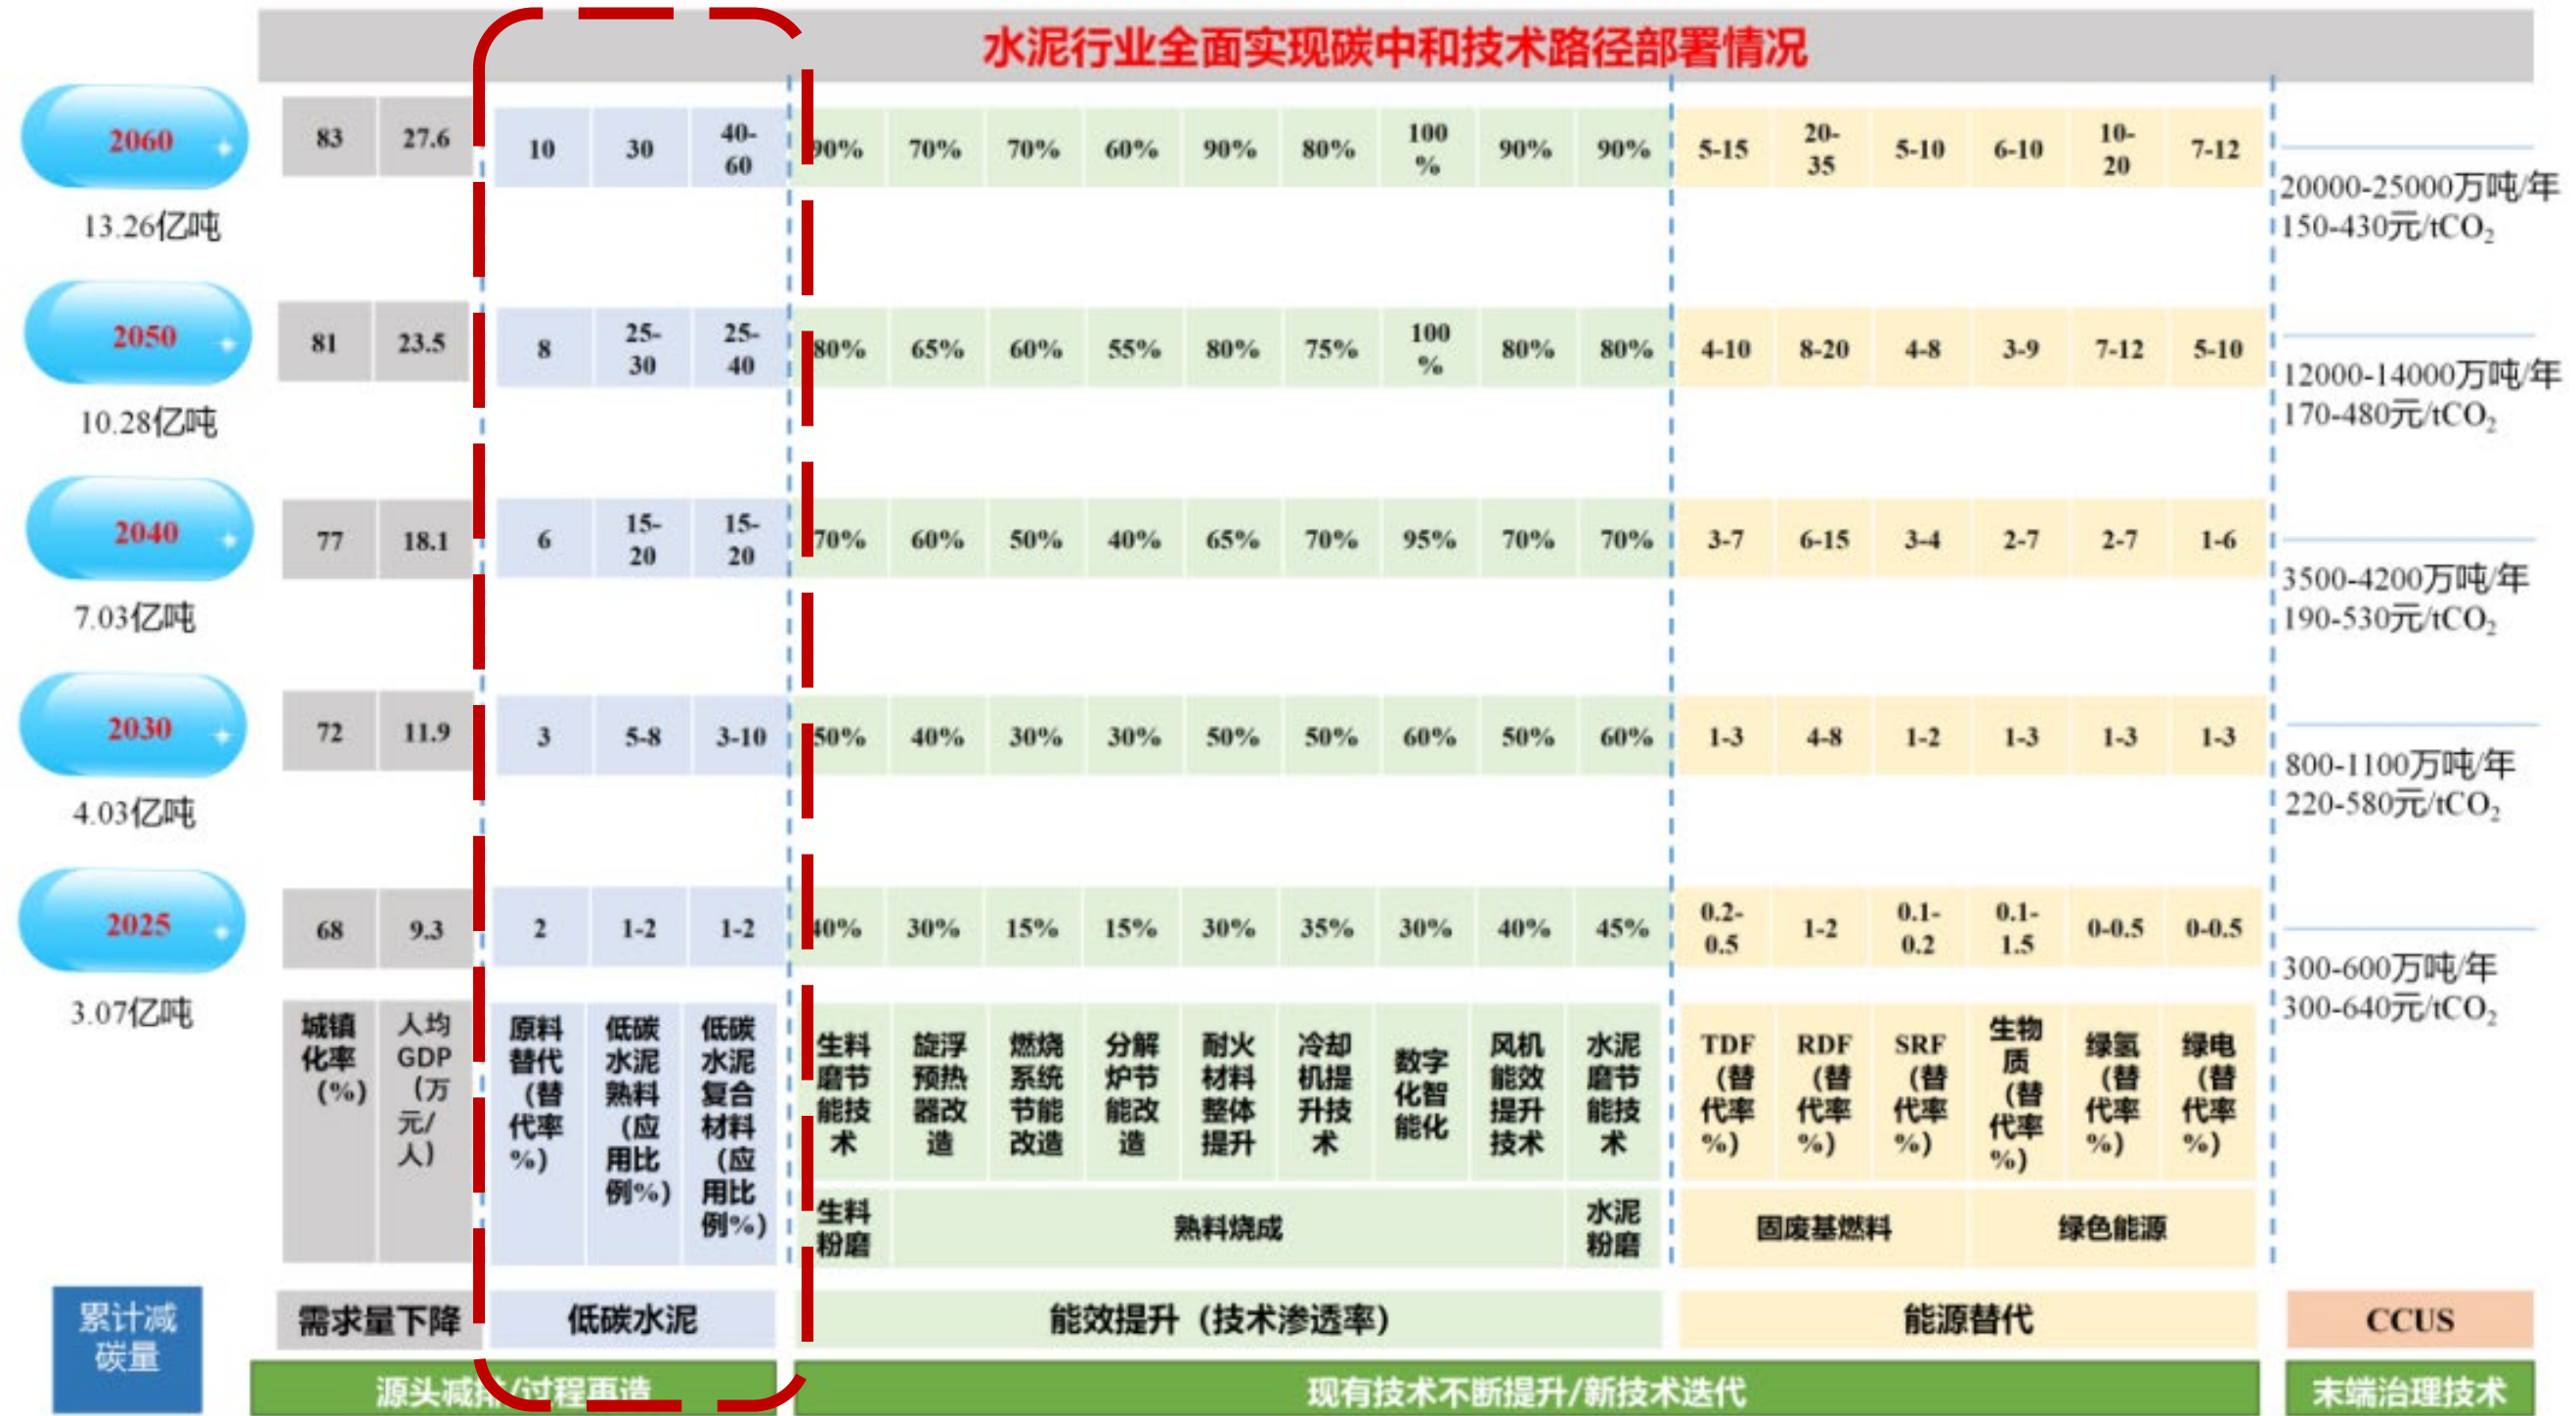 水泥行业全面实现碳中和技术路径部署情况
2060 83 27.6 10 30 40-60 90% 70% 70% 60% 90% 80% 100% 90% 90% 5-15 20-35 5-10 6-10 10-20 7-12
13.26亿吨
20000-25000万吨/年
150-430元/tCO₂
2050 81 23.5 8 25-30 25-40 80% 65% 60% 55% 80% 75% 100% 80% 80% 4-10 8-20 4-8 3-9 7-12 5-10
10.28亿吨
12000-14000万吨/年
170-480元/tCO₂
2040 77 18.1 6 15-20 15-20 70% 60% 50% 40% 65% 70% 95% 70% 70% 3-7 6-15 3-4 2-7 2-7 1-6
7.03亿吨
3500-4200万吨/年
190-530元/tCO₂
2030 72 11.9 3 5-8 3-10 50% 40% 30% 30% 50% 50% 60% 50% 60% 1-3 4-8 1-2 1-3 1-3 1-3
4.03亿吨
800-1100万吨/年
220-580元/tCO₂
2025 68 9.3 2 1-2 1-2 40% 30% 15% 15% 30% 35% 30% 40% 45% 0.2-0.5 1-2 0.1-0.2 0.1-1.5 0-0.5 0-0.5
3.07亿吨
300-600万吨/年
300-640元/tCO₂
城镇化率（%）
人均GDP（万元/人）
原料替代（替代率%）
低碳水泥熟料（应用比例%）
低碳水泥复合材料（应用比例%）
生料磨节能技术
旋浮预热器改造
燃烧系统节能改造
分解炉节能改造
耐火材料整体提升
冷却机提升技术
数字化智能化
风机能效提升技术
水泥磨节能技术
TDF（替代率%）
RDF（替代率%）
SRF（替代率%）
生物质（替代率%）
绿氢（替代率%）
绿电（替代率%）
生料粉磨
熟料烧成
水泥粉磨
固废基燃料
绿色能源
累计减碳量
需求量下降
低碳水泥
能效提升（技术渗透率）
能源替代
CCUS
源头减排/过程再造
现有技术不断提升/新技术迭代
末端治理技术